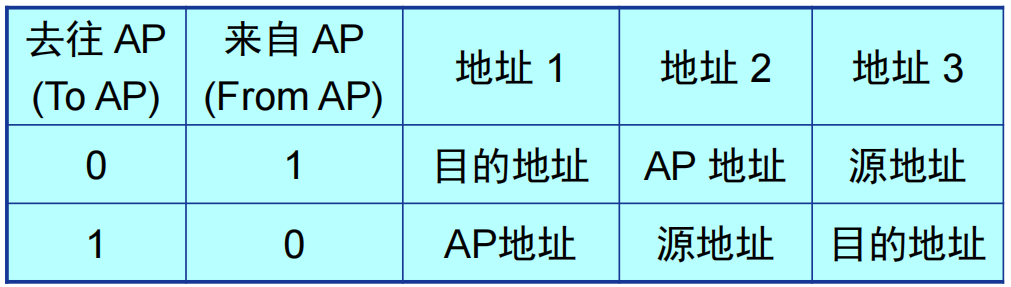 去往 AP
(To AP)
来自 AP
(From AP)
地址 1
地址 2
地址 3
0
1
目的地址
AP 地址
源地址
1
0
AP地址
源地址
目的地址